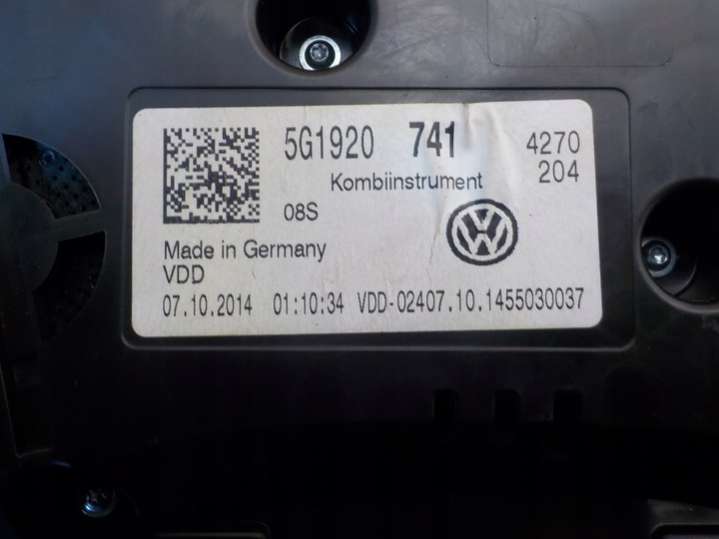 5G1920 741 4270
204
Kombiinstrument
08S
Made in Germany
VDD
07.10.2014 01:10:34 VDD-02407.10.1455030037